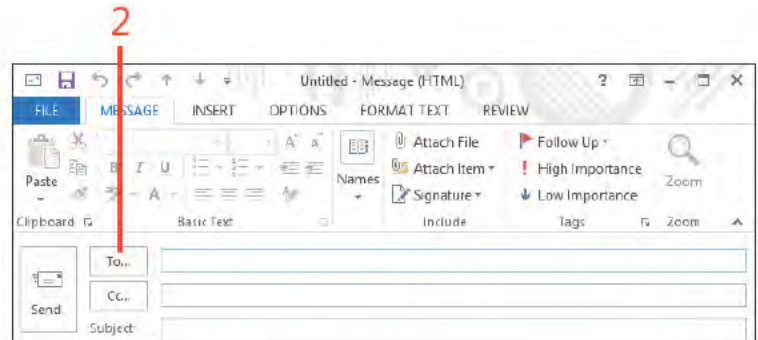 2
Untitled - Message (HTML) ?
FILE MESSAGE INSERT OPTIONS FORMAT TEXT REVIEW
A A Attach File Follow Up
B I U Attach Item ! High Importance
Paste Names Zoom
A Signature Low Importance
Clipboard Basic Text Include Tags Zoom
To...
Cc...
Send
Subject